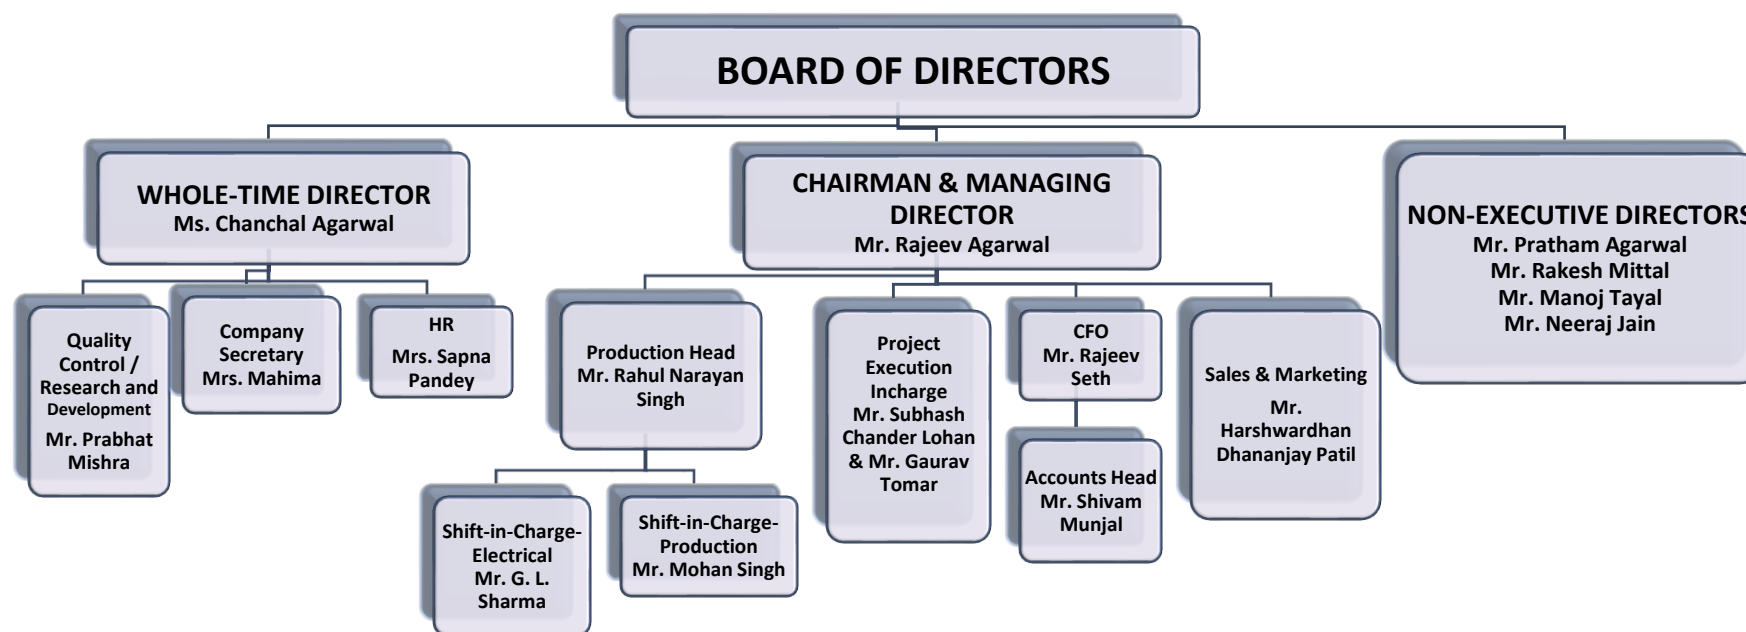 BOARD OF DIRECTORS
WHOLE-TIME DIRECTOR
Ms. Chanchal Agarwal
CHAIRMAN & MANAGING
DIRECTOR
Mr. Rajeev Agarwal
NON-EXECUTIVE DIRECTORS
Mr. Pratham Agarwal
Mr. Rakesh Mittal
Mr. Manoj Tayal
Mr. Neeraj Jain
Quality
Control /
Research and
Development
Mr. Prabhat
Mishra
Company
Secretary
Mrs. Mahima
HR
Mrs. Sapna
Pandey
Production Head
Mr. Rahul Narayan
Singh
Project
Execution
Incharge
Mr. Subhash
Chander Lohan
& Mr. Gaurav
Tomar
CFO
Mr. Rajeev
Seth
Sales & Marketing
Mr.
Harshwardhan
Dhananjay Patil
Shift-in-Charge-
Electrical
Mr. G. L.
Sharma
Shift-in-Charge-
Production
Mr. Mohan Singh
Accounts Head
Mr. Shivam
Munjal